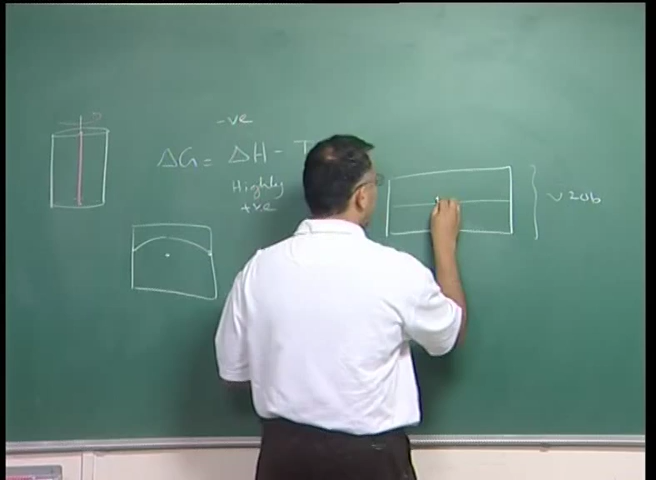 -ve
ΔG = ΔH - T
Highly
+ve
~ 20b